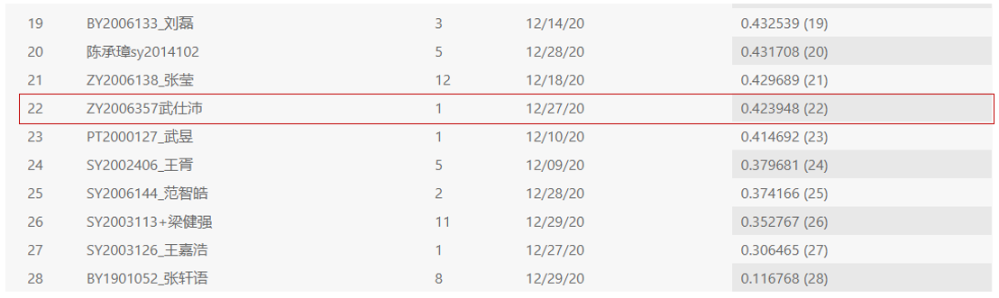 19 BY2006133_刘磊 3 12/14/20 0.432539 (19)
20 陈承璋sy2014102 5 12/28/20 0.431708 (20)
21 ZY2006138_张莹 12 12/18/20 0.429689 (21)
22 ZY2006357武仕沛 1 12/27/20 0.423948 (22)
23 PT2000127_武昱 1 12/10/20 0.414692 (23)
24 SY2002406_王胥 5 12/09/20 0.379681 (24)
25 SY2006144_范智皓 2 12/28/20 0.374166 (25)
26 SY2003113+梁健强 11 12/29/20 0.352767 (26)
27 SY2003126_王嘉浩 1 12/27/20 0.306465 (27)
28 BY1901052_张轩语 8 12/29/20 0.116768 (28)